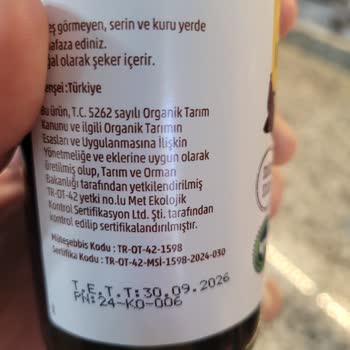 eş görmeyen, serin ve kuru yerde
afaza ediniz.
ğal olarak şeker içerir.
enşei :Türkiye
Bu ürün, T.C. 5262 sayılı Organik Tarım
Kanunu ve ilgili Organik Tarımın
Esasları ve Uygulanmasına İlişkin
Yönetmeliğe ve eklerine uygun olarak
üretilmiş olup, Tarım ve Orman
Bakanlığı tarafından yetkilendirilmiş
TR-OT-42 yetki no.lu Met Ekolojik
Kontrol Sertifikasyon Ltd. Şti. tarafından
kontrol edilip sertifikalandırılmıştır.
Müteşebbis Kodu : TR-OT-42-1598
Sertifika Kodu : TR-OT-42-MSİ-1598-2024-030
T.E.T.T:30.09.2026
PN:24-KO-006